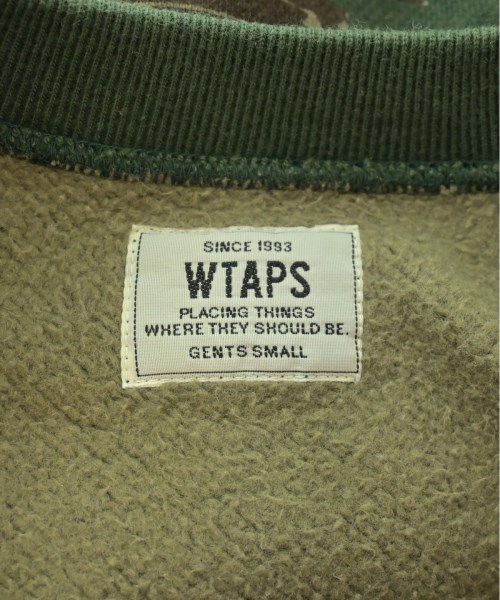 SINCE 1993
WTAPS
PLACING THINGS
WHERE THEY SHOULD BE.
GENTS SMALL